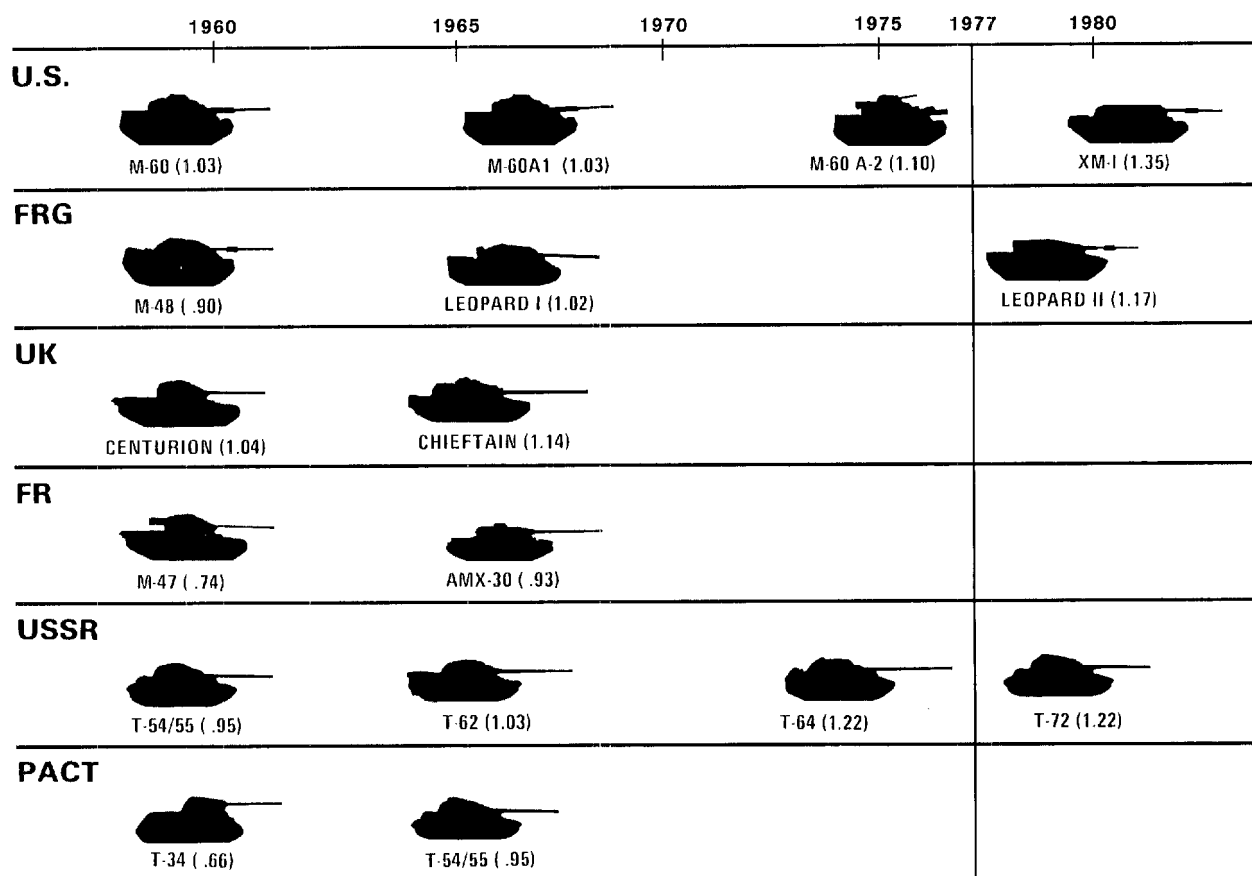 1960 1965 1970 1975 1977 1980
U.S.
M-60 (1.03) M-60A1 (1.03) M-60 A-2 (1.10) XM-I (1.35)
FRG
M-48 ( .90) LEOPARD I (1.02) LEOPARD II (1.17)
UK
CENTURION (1.04) CHIEFTAIN (1.14)
FR
M-47 ( .74) AMX-30 ( .93)
USSR
T-54/55 ( .95) T-62 (1.03) T-64 (1.22) T-72 (1.22)
PACT
T-34 ( .66) T-54/55 ( .95)